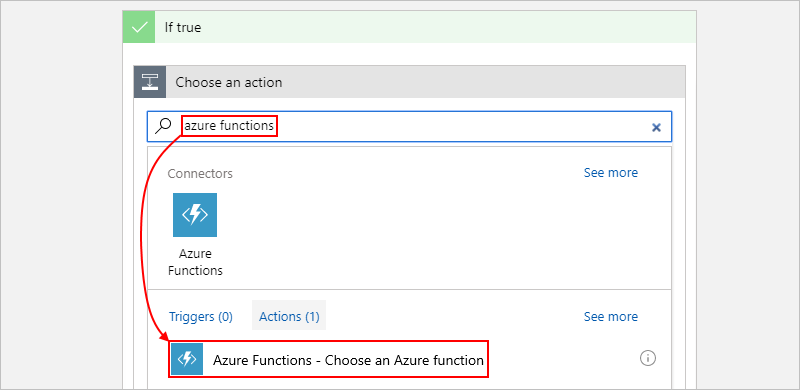 If true
Choose an action
azure functions
Connectors
See more
Azure
Functions
Triggers (0)
Actions (1)
See more
Azure Functions - Choose an Azure function